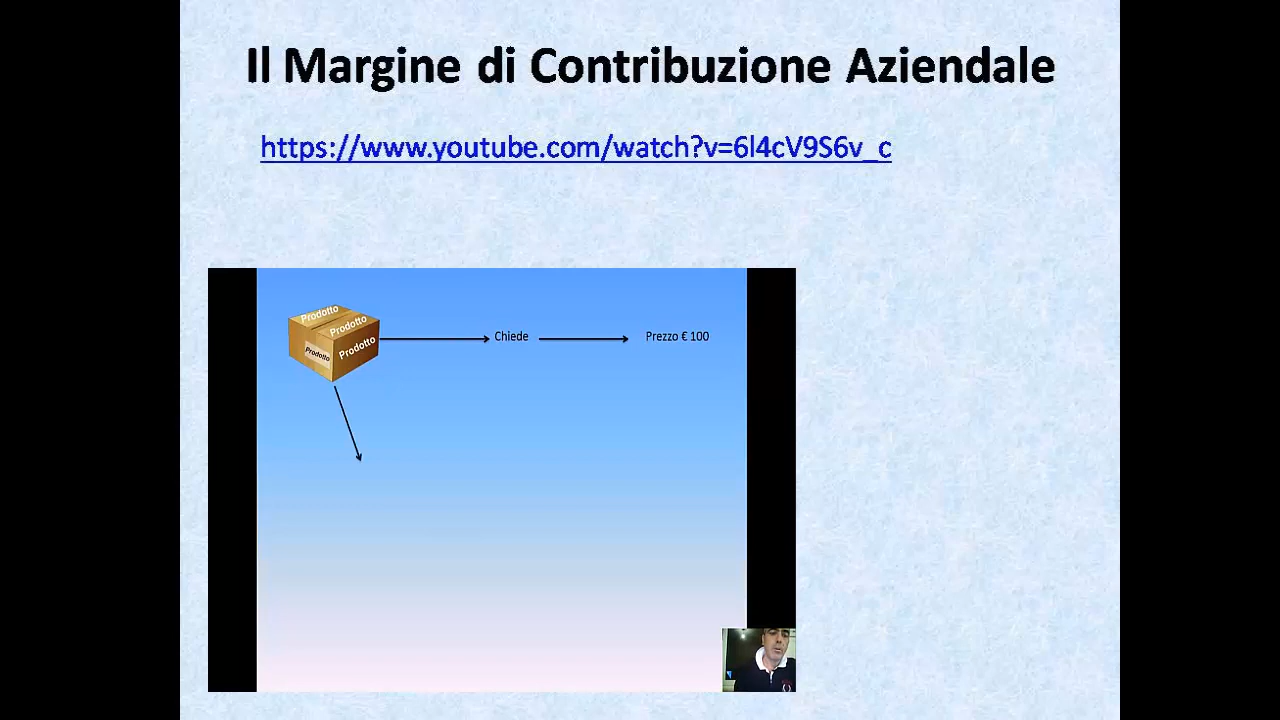 Il Margine di Contribuzione Aziendale
https://www.youtube.com/watch?v=6l4cV9S6v_c
Prodotto
Prodotto
Prodotto
Prodotto
Chiede
Prezzo € 100